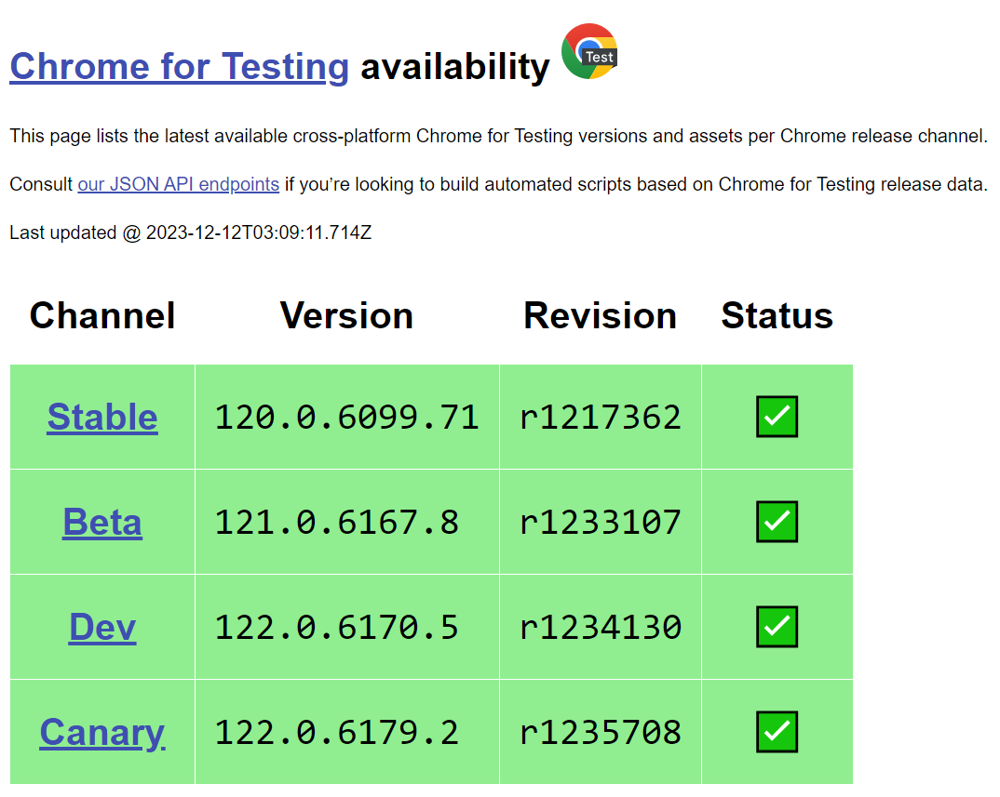 Chrome for Testing availability
Test
This page lists the latest available cross-platform Chrome for Testing versions and assets per Chrome release channel.
Consult our JSON API endpoints if you’re looking to build automated scripts based on Chrome for Testing release data.
Last updated @ 2023-12-12T03:09:11.714Z
Channel Version Revision Status
Stable 120.0.6099.71 r1217362 ✅
Beta 121.0.6167.8 r1233107 ✅
Dev 122.0.6170.5 r1234130 ✅
Canary 122.0.6179.2 r1235708 ✅